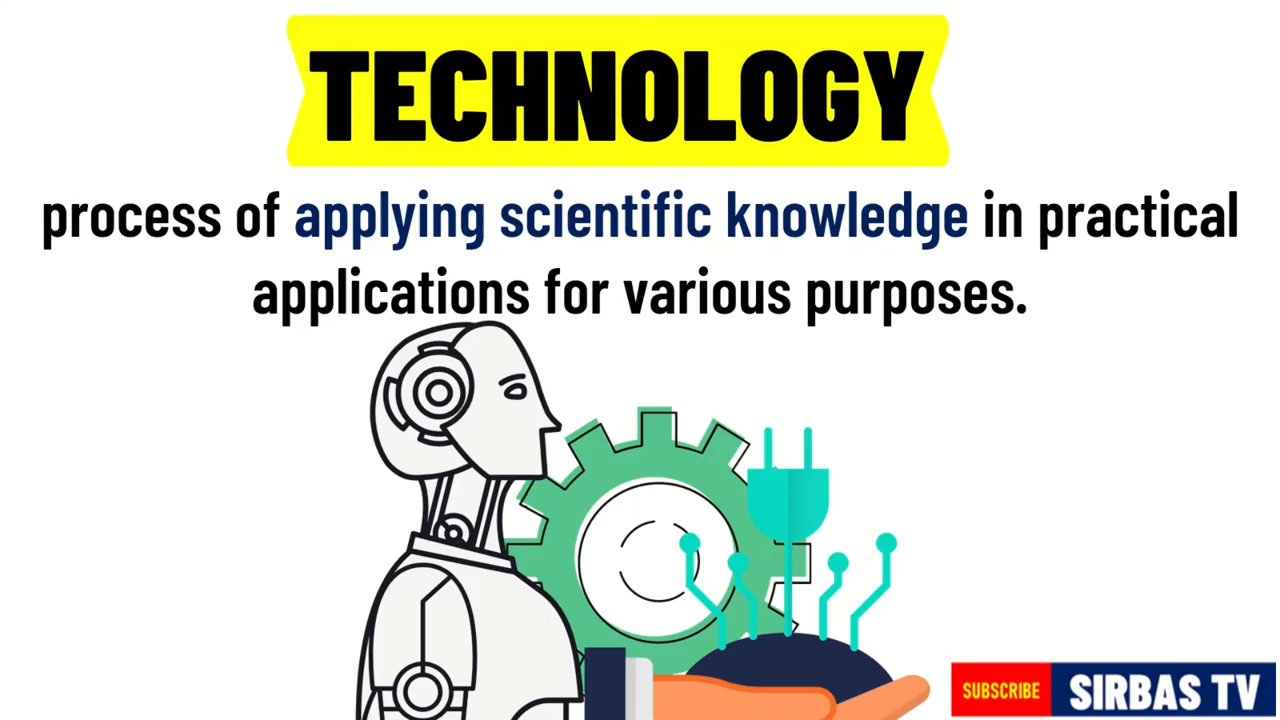 TECHNOLOGY
process of applying scientific knowledge in practical
applications for various purposes.
SUBSCRIBE SIRBAS TV